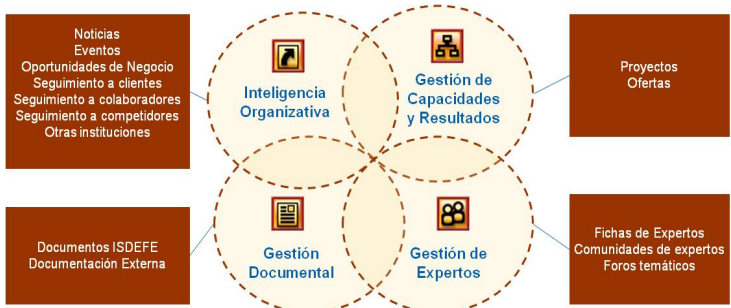 Noticias
Eventos
Oportunidades de Negocio
Seguimiento a clientes
Seguimiento a colaboradores
Seguimiento a competidores
Otras instituciones
Inteligencia
Organizativa
Gestión de
Capacidades
y Resultados
Proyectos
Ofertas
Documentos ISDEFE
Documentación Externa
Gestión
Documental
Gestión de
Expertos
Fichas de Expertos
Comunidades de expertos
Foros temáticos